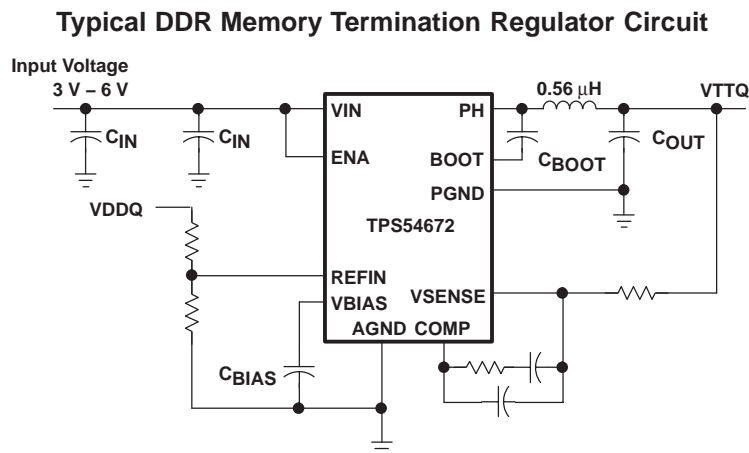 Typical DDR Memory Termination Regulator Circuit
Input Voltage
3 V – 6 V
0.56 μH
VTTQ
VIN
PH
CIN
CIN
COUT
ENA
BOOT
CBOOT
PGND
VDDQ
TPS54672
REFIN
VBIAS
VSENSE
AGND COMP
CBIAS